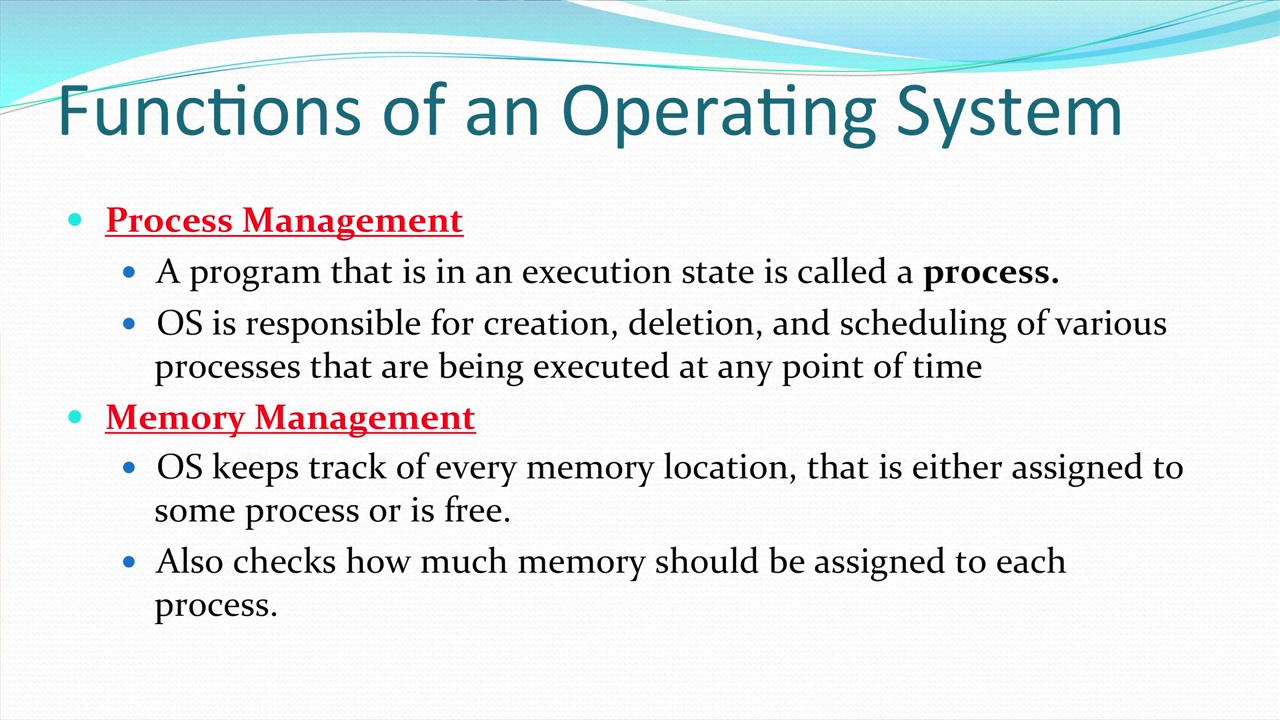 Functions of an Operating System
Process Management
A program that is in an execution state is called a process.
OS is responsible for creation, deletion, and scheduling of various
processes that are being executed at any point of time
Memory Management
OS keeps track of every memory location, that is either assigned to
some process or is free.
Also checks how much memory should be assigned to each
process.